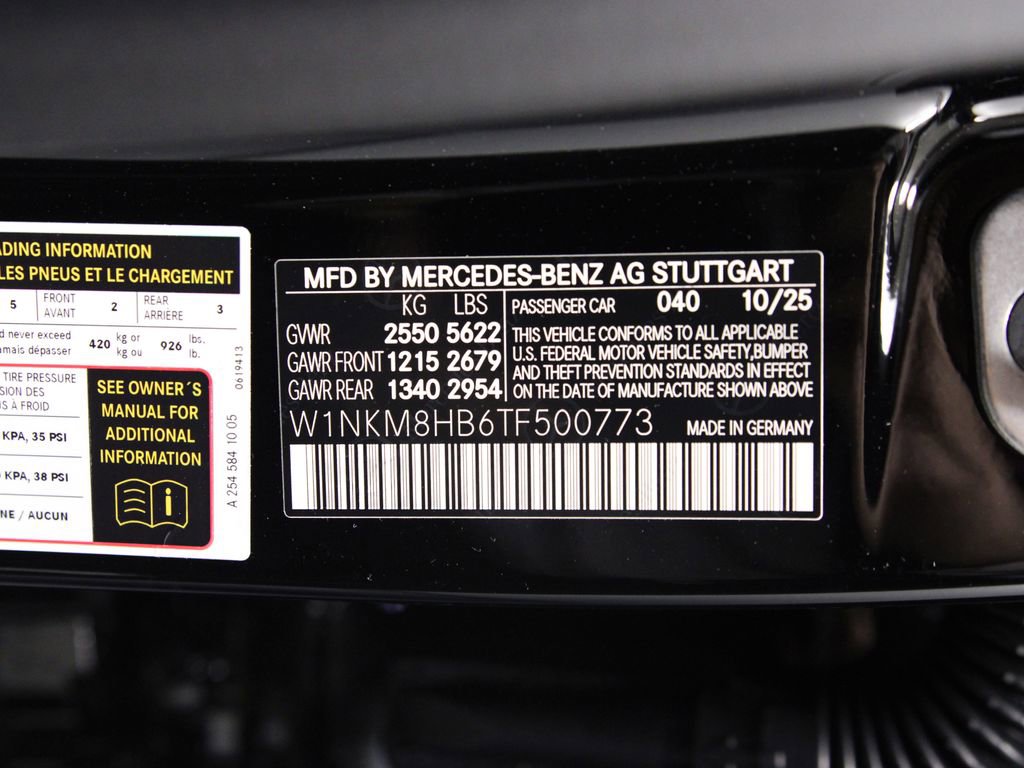 ADING INFORMATION
LES PNEUS ET LE CHARGEMENT
5 FRONT AVANT 2 REAR ARRIÈRE 3
d never exceed
amais dépasser
420 kg or
kg ou
926 lbs.
lb.
TIRE PRESSURE
SION DES
S A FROID
KPA, 35 PSI
KPA, 38 PSI
NE / AUCUN
SEE OWNER´S
MANUAL FOR
ADDITIONAL
INFORMATION
i
0619413
A 254 584 10 05
MFD BY MERCEDES-BENZ AG STUTTGART
KG LBS
GVWR 2550 5622
GAWR FRONT 1215 2679
GAWR REAR 1340 2954
PASSENGER CAR 040 10/25
THIS VEHICLE CONFORMS TO ALL APPLICABLE
U.S. FEDERAL MOTOR VEHICLE SAFETY,BUMPER
AND THEFT PREVENTION STANDARDS IN EFFECT
ON THE DATE OF MANUFACTURE SHOWN ABOVE
W1NKM8HB6TF500773
MADE IN GERMANY